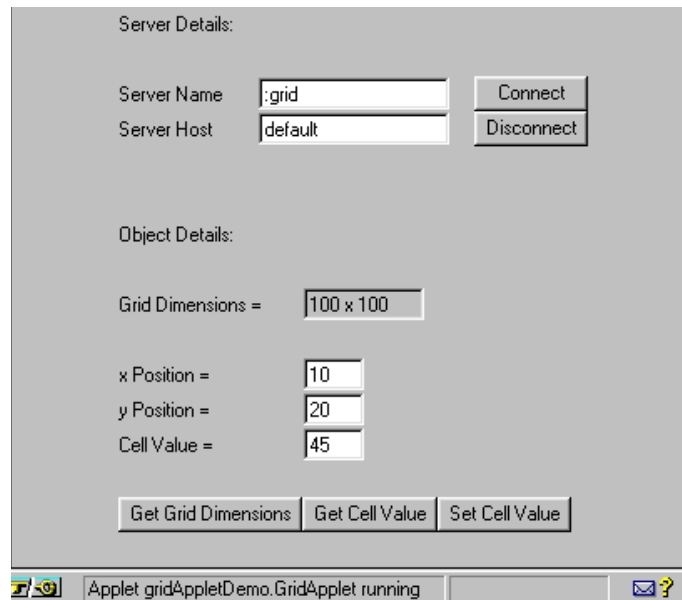 Server Details:
Server Name :grid Connect
Server Host default Disconnect
Object Details:
Grid Dimensions = 100 x 100
x Position = 10
y Position = 20
Cell Value = 45
Get Grid Dimensions Get Cell Value Set Cell Value
Applet gridAppletDemo.GridApplet running